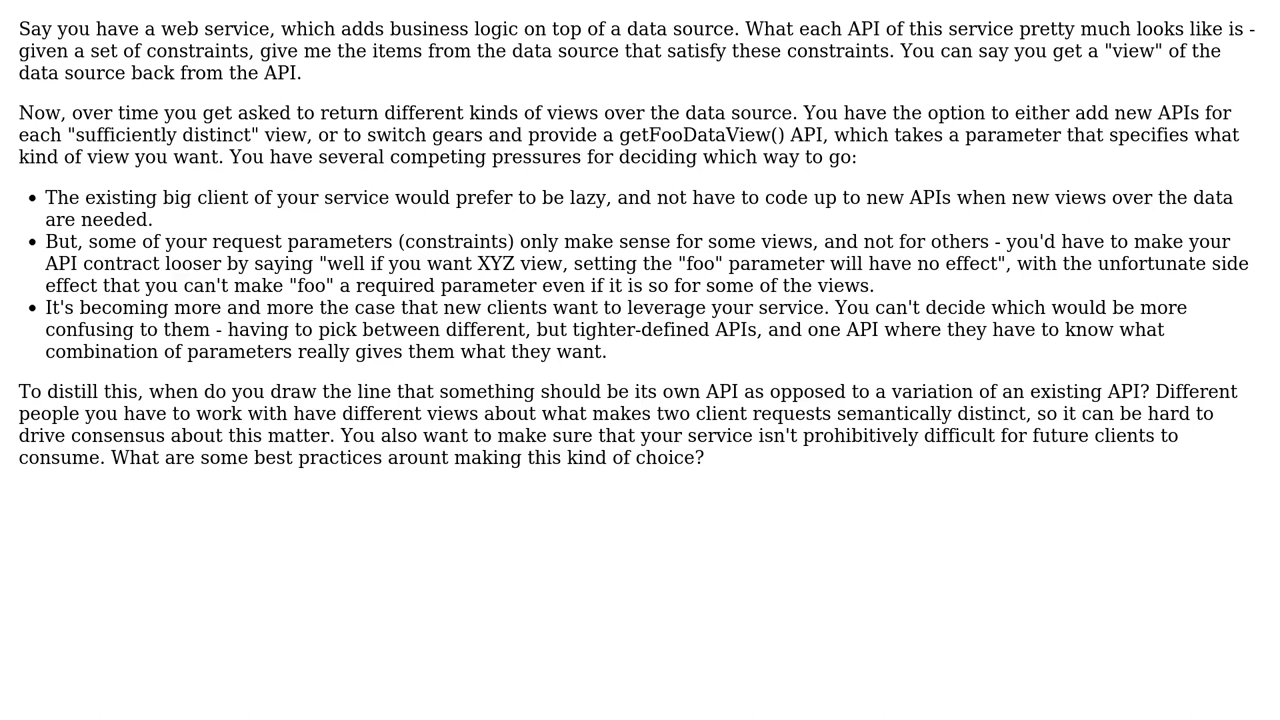 Say you have a web service, which adds business logic on top of a data source. What each API of this service pretty much looks like is -
given a set of constraints, give me the items from the data source that satisfy these constraints. You can say you get a "view" of the
data source back from the API.
Now, over time you get asked to return different kinds of views over the data source. You have the option to either add new APIs for
each "sufficiently distinct" view, or to switch gears and provide a getFooDataView() API, which takes a parameter that specifies what
kind of view you want. You have several competing pressures for deciding which way to go:
• The existing big client of your service would prefer to be lazy, and not have to code up to new APIs when new views over the data
are needed.
• But, some of your request parameters (constraints) only make sense for some views, and not for others - you'd have to make your
API contract looser by saying "well if you want XYZ view, setting the "foo" parameter will have no effect", with the unfortunate side
effect that you can't make "foo" a required parameter even if it is so for some of the views.
• It's becoming more and more the case that new clients want to leverage your service. You can't decide which would be more
confusing to them - having to pick between different, but tighter-defined APIs, and one API where they have to know what
combination of parameters really gives them what they want.
To distill this, when do you draw the line that something should be its own API as opposed to a variation of an existing API? Different
people you have to work with have different views about what makes two client requests semantically distinct, so it can be hard to
drive consensus about this matter. You also want to make sure that your service isn't prohibitively difficult for future clients to
consume. What are some best practices arount making this kind of choice?